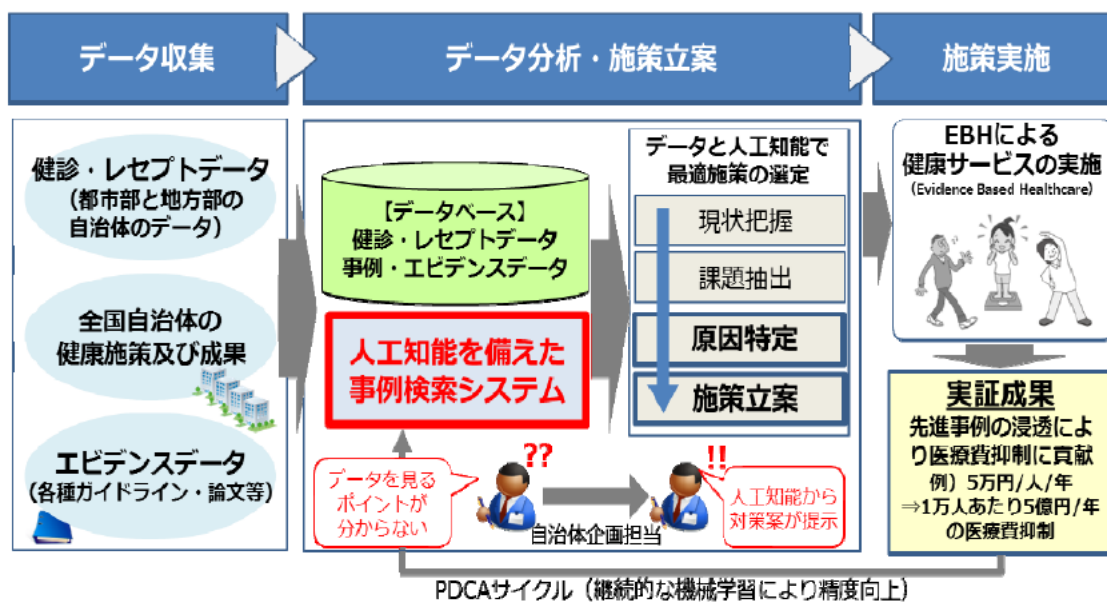 データ収集
データ分析・施策立案
施策実施
健診・レセプトデータ
(都市部と地方部の
自治体のデータ)
全国自治体の
健康施策及び成果
エビデンスデータ
(各種ガイドライン・論文等)
【データベース】
健診・レセプトデータ
事例・エビデンスデータ
人工知能を備えた
事例検索システム
データと人工知能で
最適施策の選定
現状把握
課題抽出
原因特定
施策立案
データを見る
ポイントが
分からない
??
自治体企画担当
!!
人工知能から
対策案が提示
EBHによる
健康サービスの実施
(Evidence Based Healthcare)
実証成果
先進事例の浸透によ
り医療費抑制に貢献
例）5万円/人/年
⇒1万人あたり5億円/年
の医療費抑制
PDCAサイクル（継続的な機械学習により精度向上）